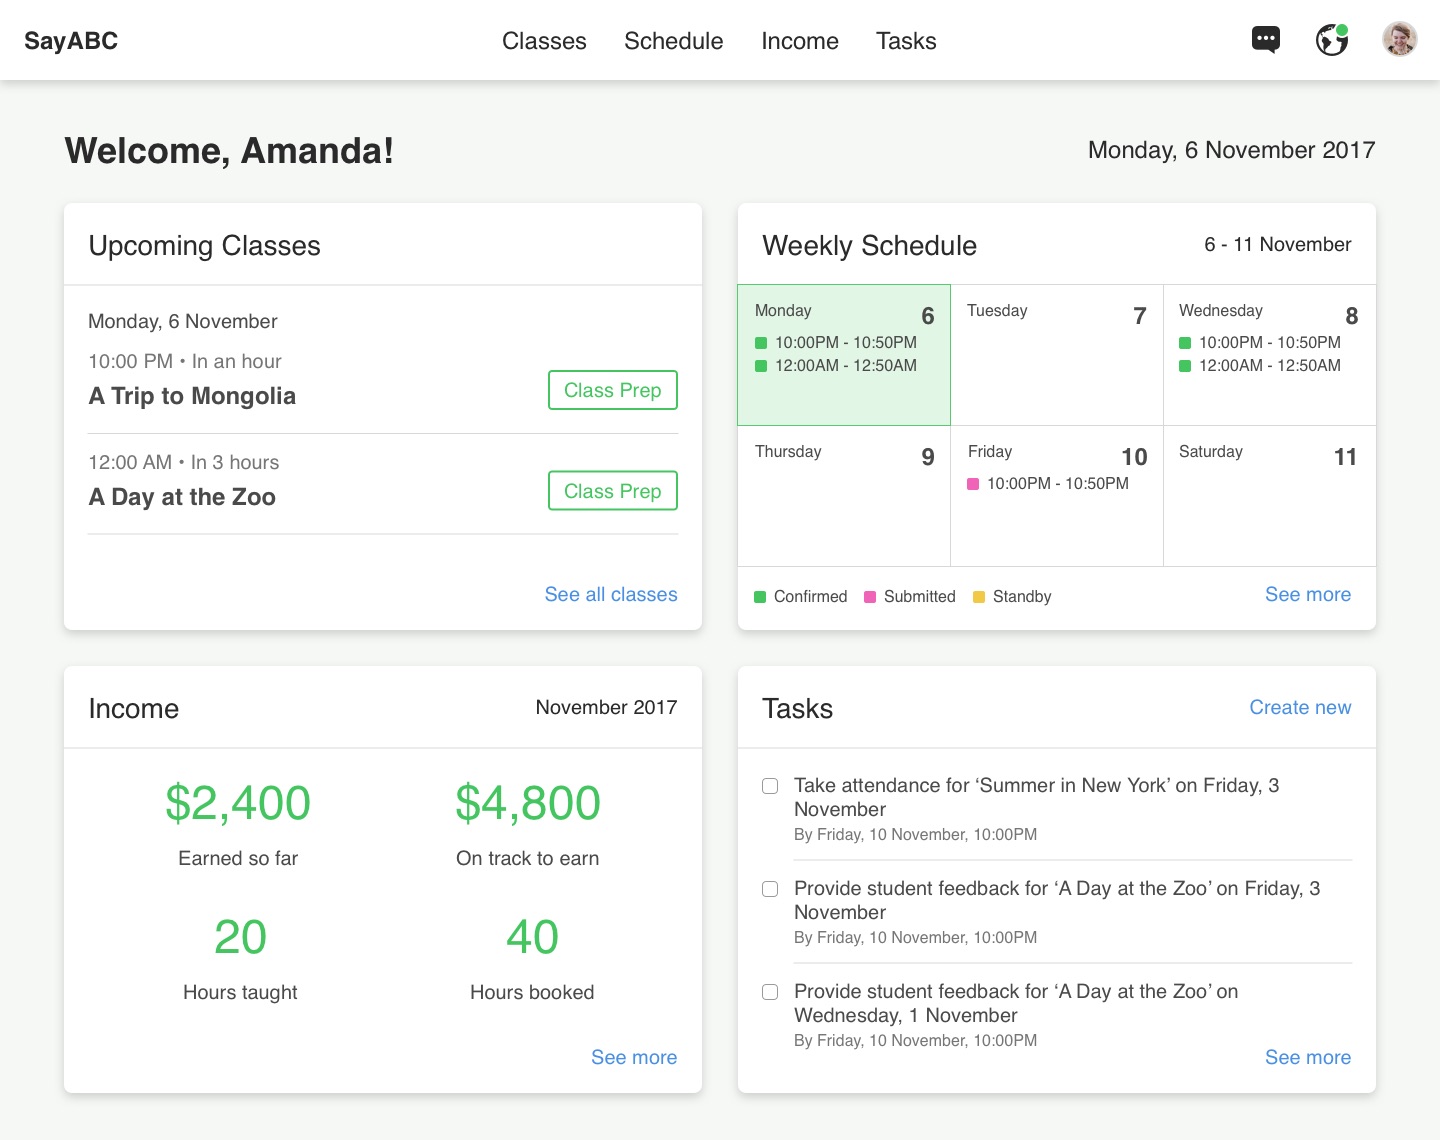 SayABC
Classes
Schedule
Income
Tasks
Welcome, Amanda!
Monday, 6 November 2017
Upcoming Classes
Monday, 6 November
10:00 PM • In an hour
A Trip to Mongolia
Class Prep
12:00 AM • In 3 hours
A Day at the Zoo
Class Prep
See all classes
Weekly Schedule
6 - 11 November
Monday
6
10:00PM - 10:50PM
12:00AM - 12:50AM
Tuesday
7
Wednesday
8
10:00PM - 10:50PM
12:00AM - 12:50AM
Thursday
9
Friday
10
10:00PM - 10:50PM
Saturday
11
Confirmed
Submitted
Standby
See more
Income
November 2017
$2,400
Earned so far
$4,800
On track to earn
20
Hours taught
40
Hours booked
See more
Tasks
Create new
Take attendance for ‘Summer in New York’ on Friday, 3
November
By Friday, 10 November, 10:00PM
Provide student feedback for ‘A Day at the Zoo’ on Friday, 3
November
By Friday, 10 November, 10:00PM
Provide student feedback for ‘A Day at the Zoo’ on
Wednesday, 1 November
By Friday, 10 November, 10:00PM
See more